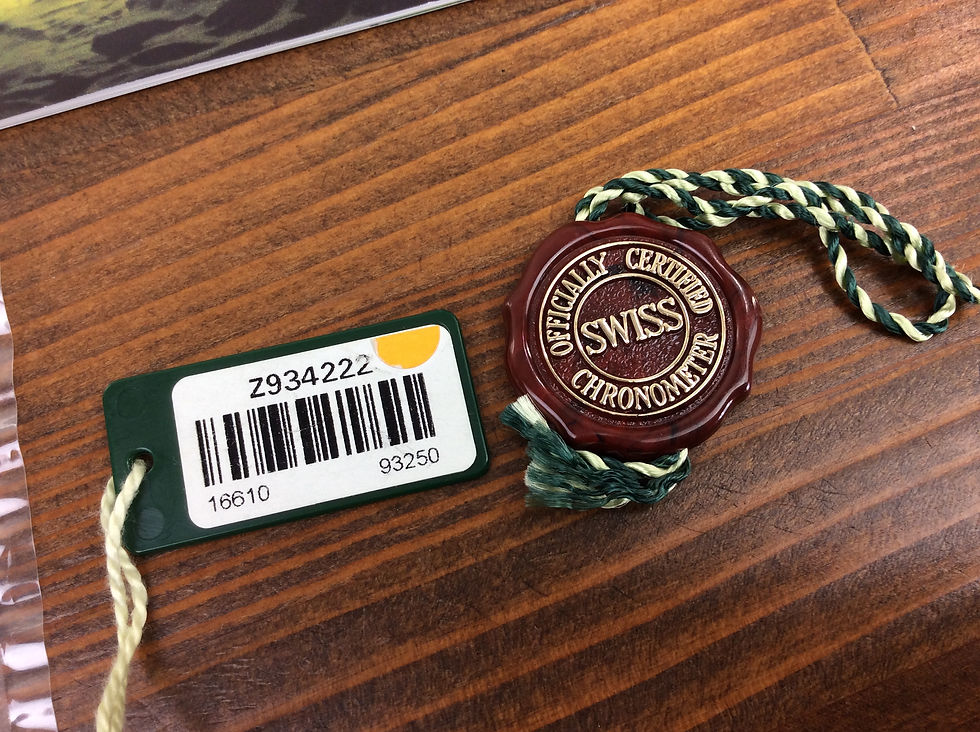 Z934222
16610
93250
OFFICIALLY CERTIFIED
SWISS
CHRONOMETER